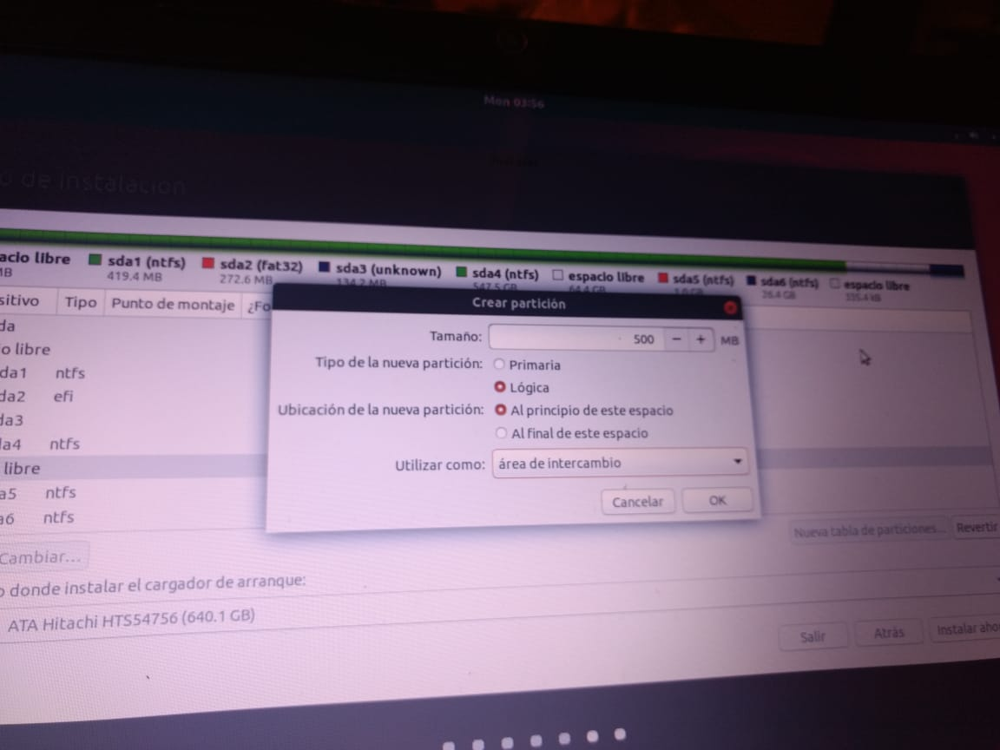 Mon 03:56
o de instalación
acio libre sda1 (ntfs) sda2 (fat32) sda3 (unknown) sda4 (ntfs) espacio libre sda5 (ntfs) sda6 (ntfs) espacio libre
MB 419.4 MB 272.6 MB 134.2 MB 547.5 GB 64.4 GB 1.0 GB 26.4 GB 335.4 kB
sitivo Tipo Punto de montaje ¿Fo
Crear partición
Tamaño: 500 − + MB
Tipo de la nueva partición: Primaria
Lógica
Ubicación de la nueva partición: Al principio de este espacio
Al final de este espacio
Utilizar como: área de intercambio
Cancelar OK
da
io libre
da1 ntfs
da2 efi
da3
da4 ntfs
libre
a5 ntfs
a6 ntfs
Cambiar... Nueva tabla de particiones... Revertir
o donde instalar el cargador de arranque:
ATA Hitachi HTS54756 (640.1 GB)
Salir Atrás Instalar aho